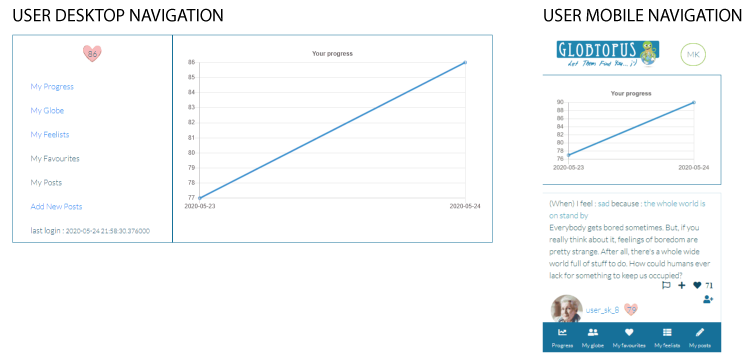 USER DESKTOP NAVIGATION
86
My Progress
My Globe
My Feelists
My Favourites
My Posts
Add New Posts
last login : 2020-05-24 21:58:30.376000
Your progress
86
85
84
83
82
81
80
79
78
77
2020-05-23
2020-05-24
USER MOBILE NAVIGATION
GLOBTOPUS
Let Them Find You...;)
MK
Your progress
90
88
86
84
82
80
78
76
2020-05-23
2020-05-24
(When) I feel : sad because : the whole world is
on stand by
Everybody gets bored sometimes. But, if you
really think about it, feelings of boredom are
pretty strange. After all, there's a whole wide
world full of stuff to do. How could humans ever
lack for something to keep us occupied?
71
user_sk_8
79
Progress
My globe
My favourites
My feelists
My posts